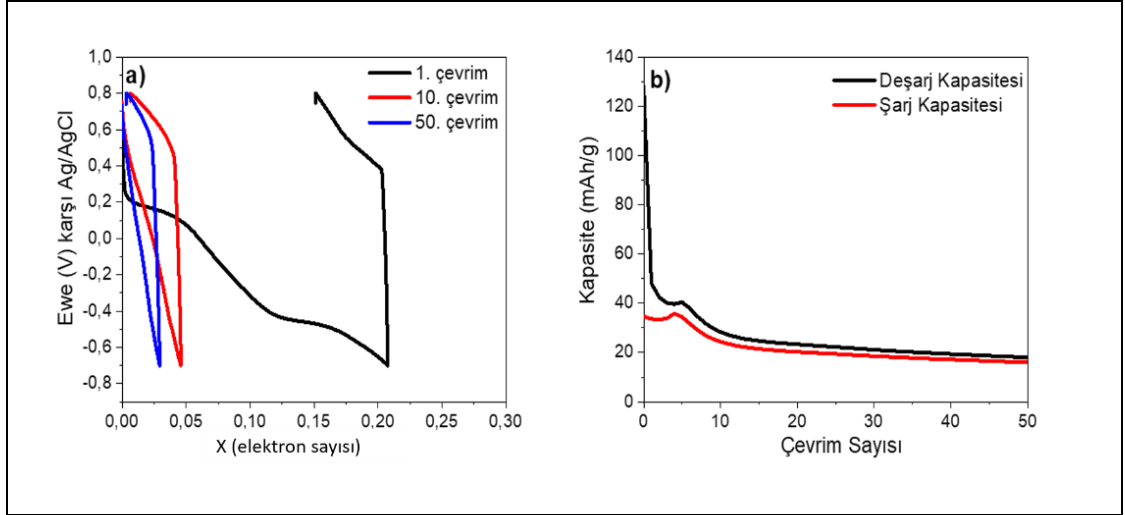 a)
1. çevrim
10. çevrim
50. çevrim
1,0
0,8
0,6
0,4
0,2
0,0
-0,2
-0,4
-0,6
-0,8
Ewe (V) karşı Ag/AgCl
0,00 0,05 0,10 0,15 0,20 0,25 0,30
X (elektron sayısı)
b)
Deşarj Kapasitesi
Şarj Kapasitesi
140
120
100
80
60
40
20
0
Kapasite (mAh/g)
0 10 20 30 40 50
Çevrim Sayısı